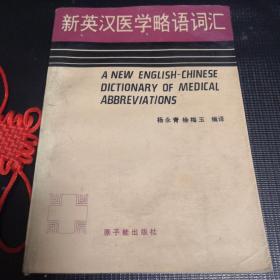 新英汉医学略语词汇
A NEW ENGLISH-CHINESE
DICTIONARY OF MEDICAL
ABBREVIATIONS
杨永青 徐梅玉 编译
原子能出版社